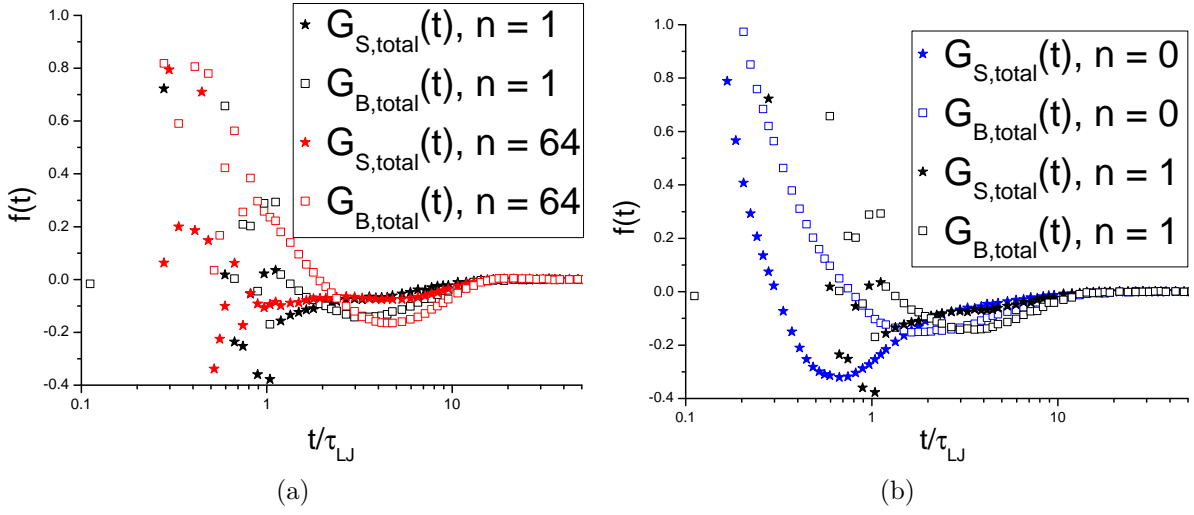 1.0
0.8
0.6
0.4
0.2
0.0
-0.2
-0.4
f(t)
0.1
1
10
t/τLJ
GS,total(t), n = 1
GB,total(t), n = 1
GS,total(t), n = 64
GB,total(t), n = 64
(a)
1.0
0.8
0.6
0.4
0.2
0.0
-0.2
-0.4
f(t)
0.1
1
10
t/τLJ
GS,total(t), n = 0
GB,total(t), n = 0
GS,total(t), n = 1
GB,total(t), n = 1
(b)